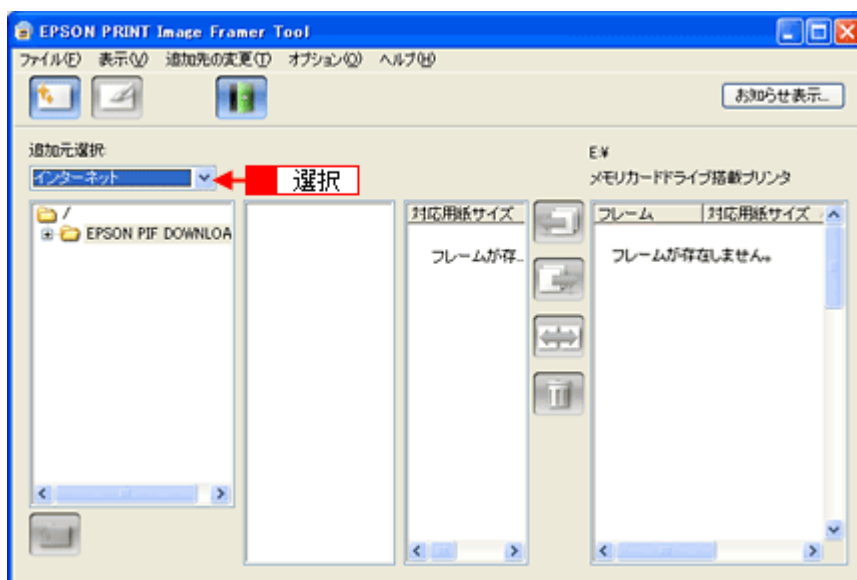 EPSON PRINT Image Framer Tool
ファイル(F) 表示(V) 追加先の変更(T) オプション(O) ヘルプ(H)
お知らせ表示...
追加元選択:
E:¥
インターネット
選択
メモリカードドライブ搭載プリンタ
/
EPSON PIF DOWNLOA
対応用紙サイズ
フレームが存...
フレーム 対応用紙サイズ
フレームが存在しません。